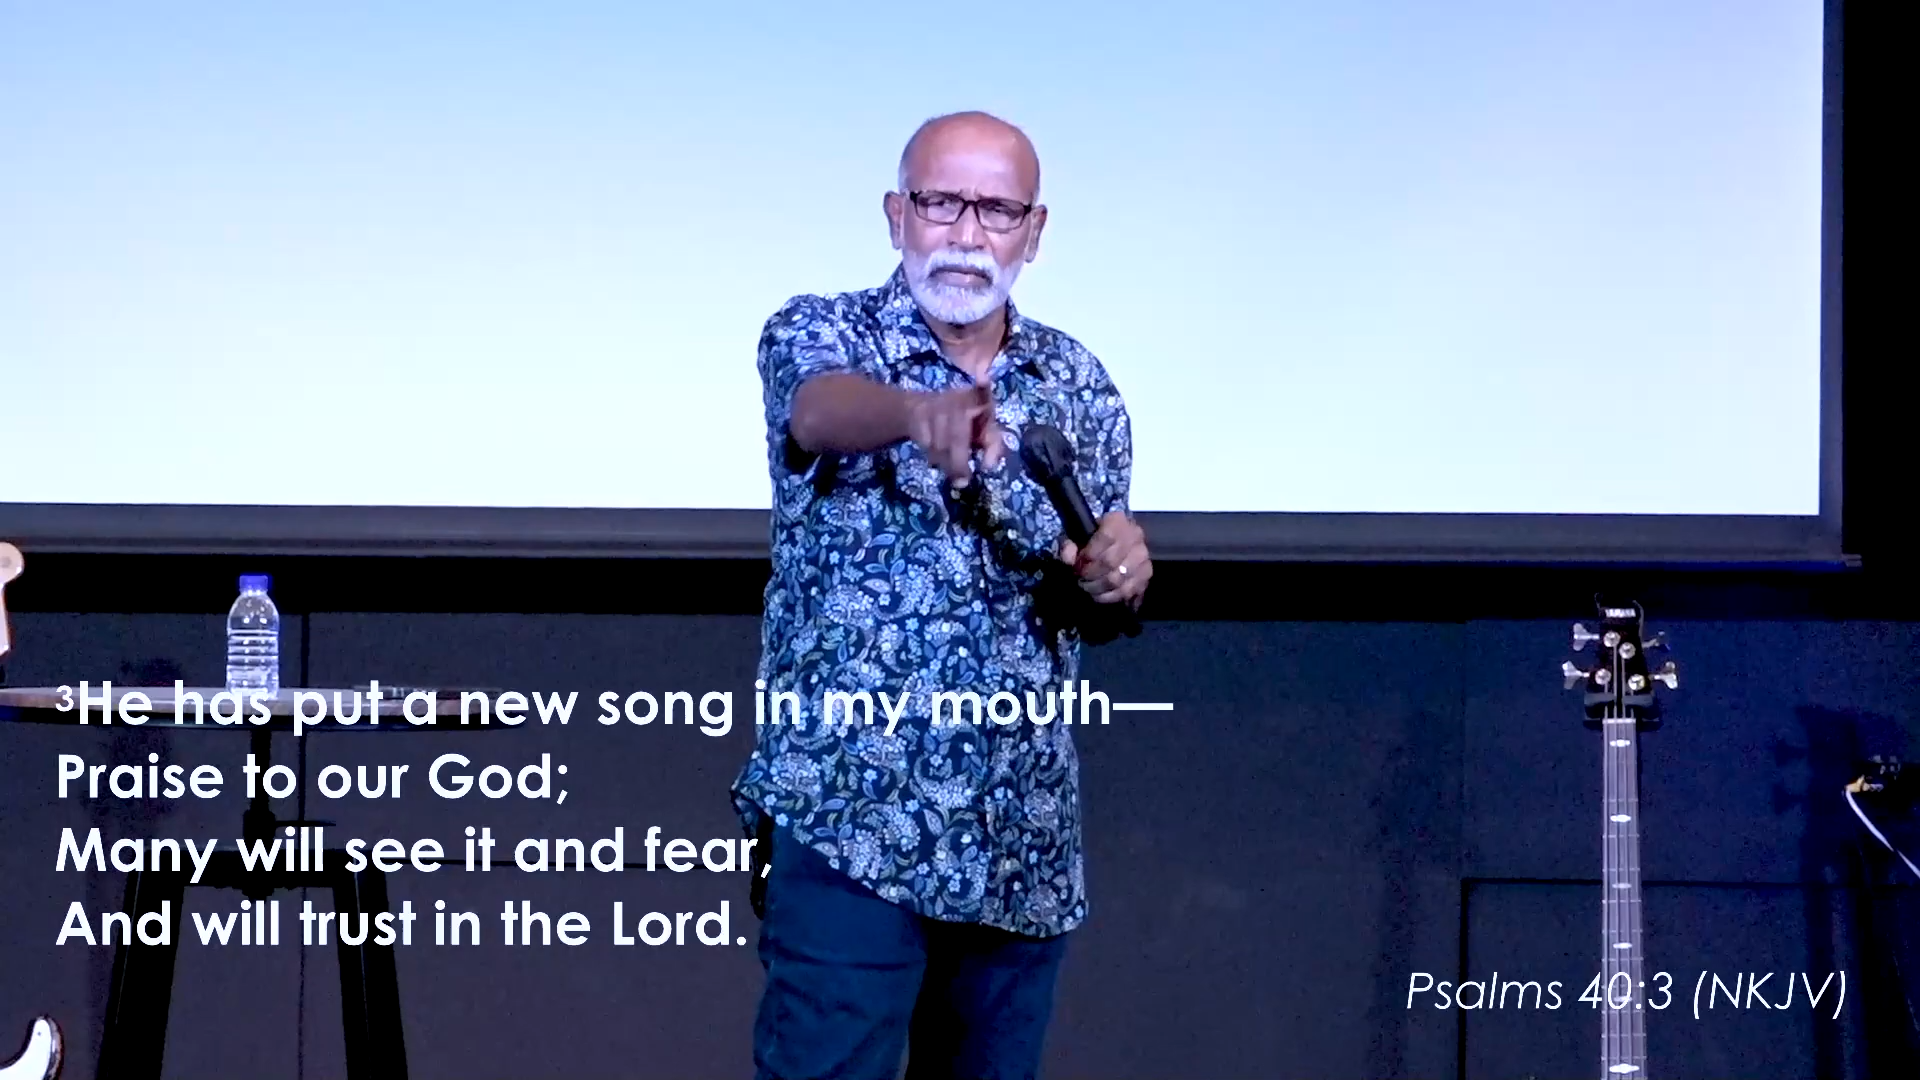 ³He has put a new song in my mouth—
Praise to our God;
Many will see it and fear,
And will trust in the Lord.
Psalms 40:3 (NKJV)
YAMAHA